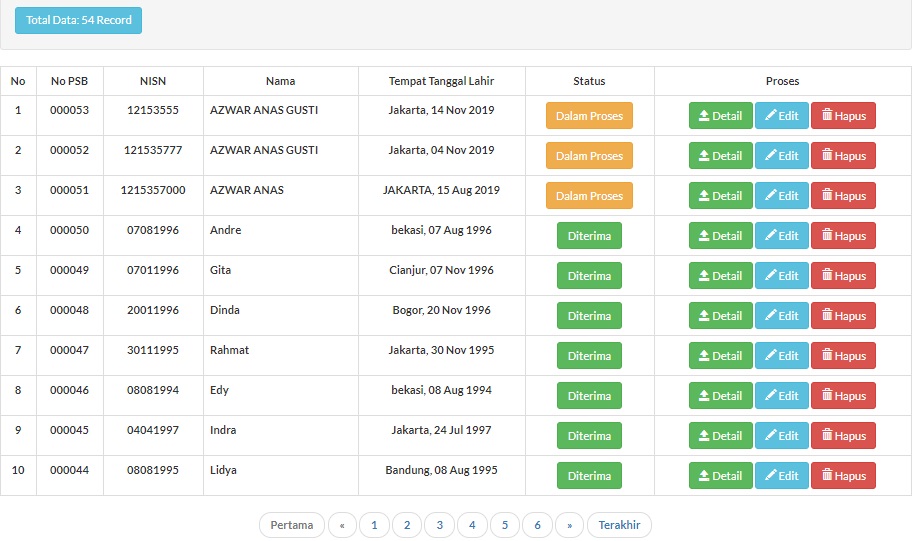 Total Data: 54 Record
No No PSB NISN Nama Tempat Tanggal Lahir Status Proses
1 000053 12153555 AZWAR ANAS GUSTI Jakarta, 14 Nov 2019 Dalam Proses Detail Edit Hapus
2 000052 121535777 AZWAR ANAS GUSTI Jakarta, 04 Nov 2019 Dalam Proses Detail Edit Hapus
3 000051 1215357000 AZWAR ANAS JAKARTA, 15 Aug 2019 Dalam Proses Detail Edit Hapus
4 000050 07081996 Andre bekasi, 07 Aug 1996 Diterima Detail Edit Hapus
5 000049 07011996 Gita Cianjur, 07 Nov 1996 Diterima Detail Edit Hapus
6 000048 20011996 Dinda Bogor, 20 Nov 1996 Diterima Detail Edit Hapus
7 000047 30111995 Rahmat Jakarta, 30 Nov 1995 Diterima Detail Edit Hapus
8 000046 08081994 Edy bekasi, 08 Aug 1994 Diterima Detail Edit Hapus
9 000045 04041997 Indra Jakarta, 24 Jul 1997 Diterima Detail Edit Hapus
10 000044 08081995 Lidya Bandung, 08 Aug 1995 Diterima Detail Edit Hapus
Pertama « 1 2 3 4 5 6 » Terakhir